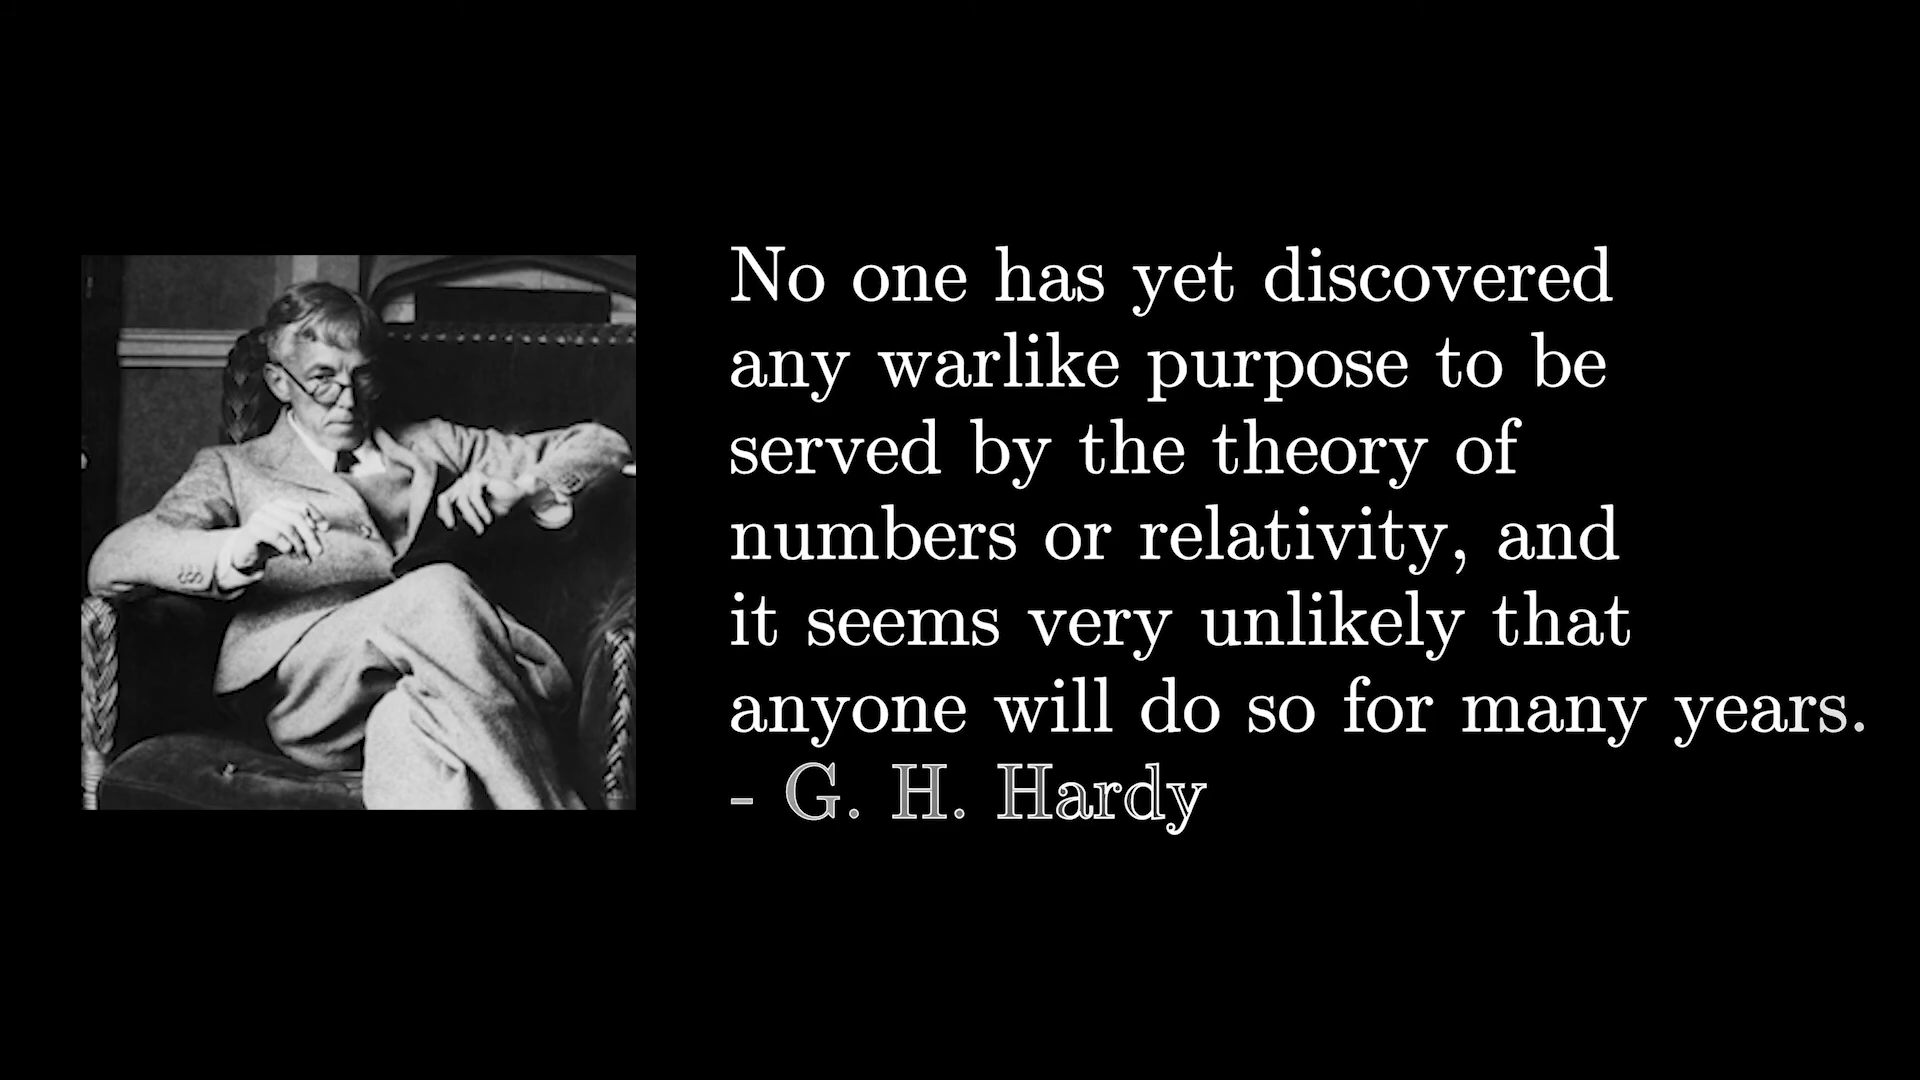 No one has yet discovered
any warlike purpose to be
served by the theory of
numbers or relativity, and
it seems very unlikely that
anyone will do so for many years.
- G. H. Hardy